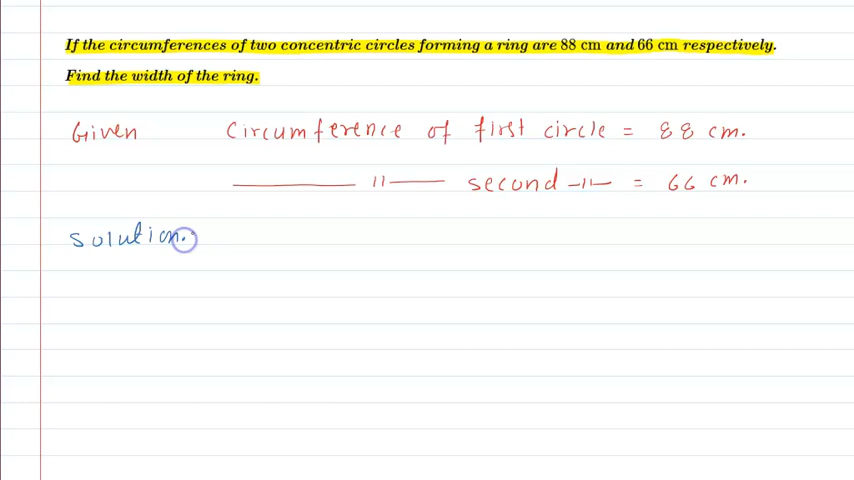 If the circumferences of two concentric circles forming a ring are 88 cm and 66 cm respectively.
Find the width of the ring.
Given circumference of first circle = 88 cm.
———— 11 ——— second -11- = 66 cm.
Solution.